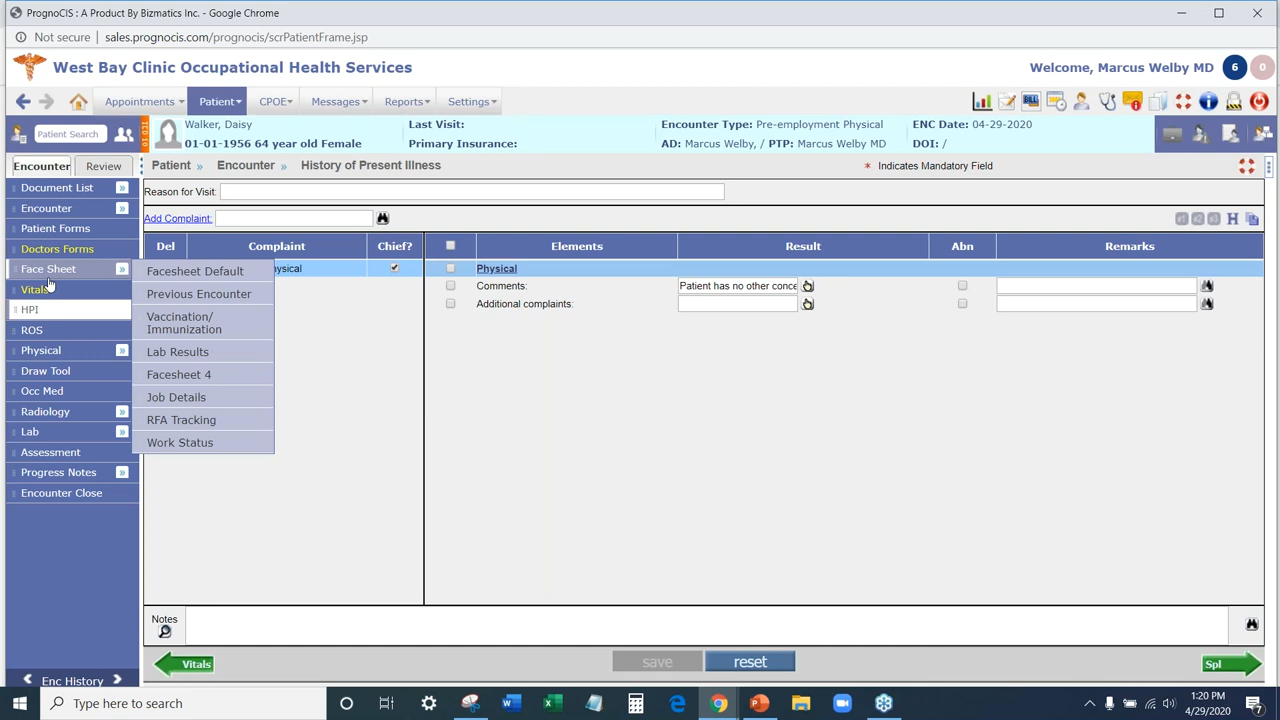 PrognoCIS : A Product By Bizmatics Inc. - Google Chrome
Not secure | sales.prognocis.com/prognocis/scrPatientFrame.jsp
West Bay Clinic Occupational Health Services
Welcome, Marcus Welby MD 6 0
Appointments Patient CPOE Messages Reports Settings
BILL
Patient Search
ICD 10
Walker, Daisy
01-01-1956 64 year old Female
Last Visit:
Primary Insurance:
Encounter Type: Pre-employment Physical
AD: Marcus Welby, / PTP: Marcus Welby MD
ENC Date: 04-29-2020
DOI: /
Encounter Review
Patient » Encounter » History of Present Illness
* Indicates Mandatory Field
Document List
Encounter
Patient Forms
Doctors Forms
Face Sheet
Vitals
HPI
ROS
Physical
Draw Tool
Occ Med
Radiology
Lab
Assessment
Progress Notes
Encounter Close
Facesheet Default
Previous Encounter
Vaccination/
Immunization
Lab Results
Facesheet 4
Job Details
RFA Tracking
Work Status
Reason for Visit:
Add Complaint:
H
Del Complaint Chief?
ysical
Elements Result Abn Remarks
Physical
Comments: Patient has no other conce
Additional complaints:
Notes
Vitals
save
reset
Spl
Enc History
Type here to search
1:20 PM
4/29/2020